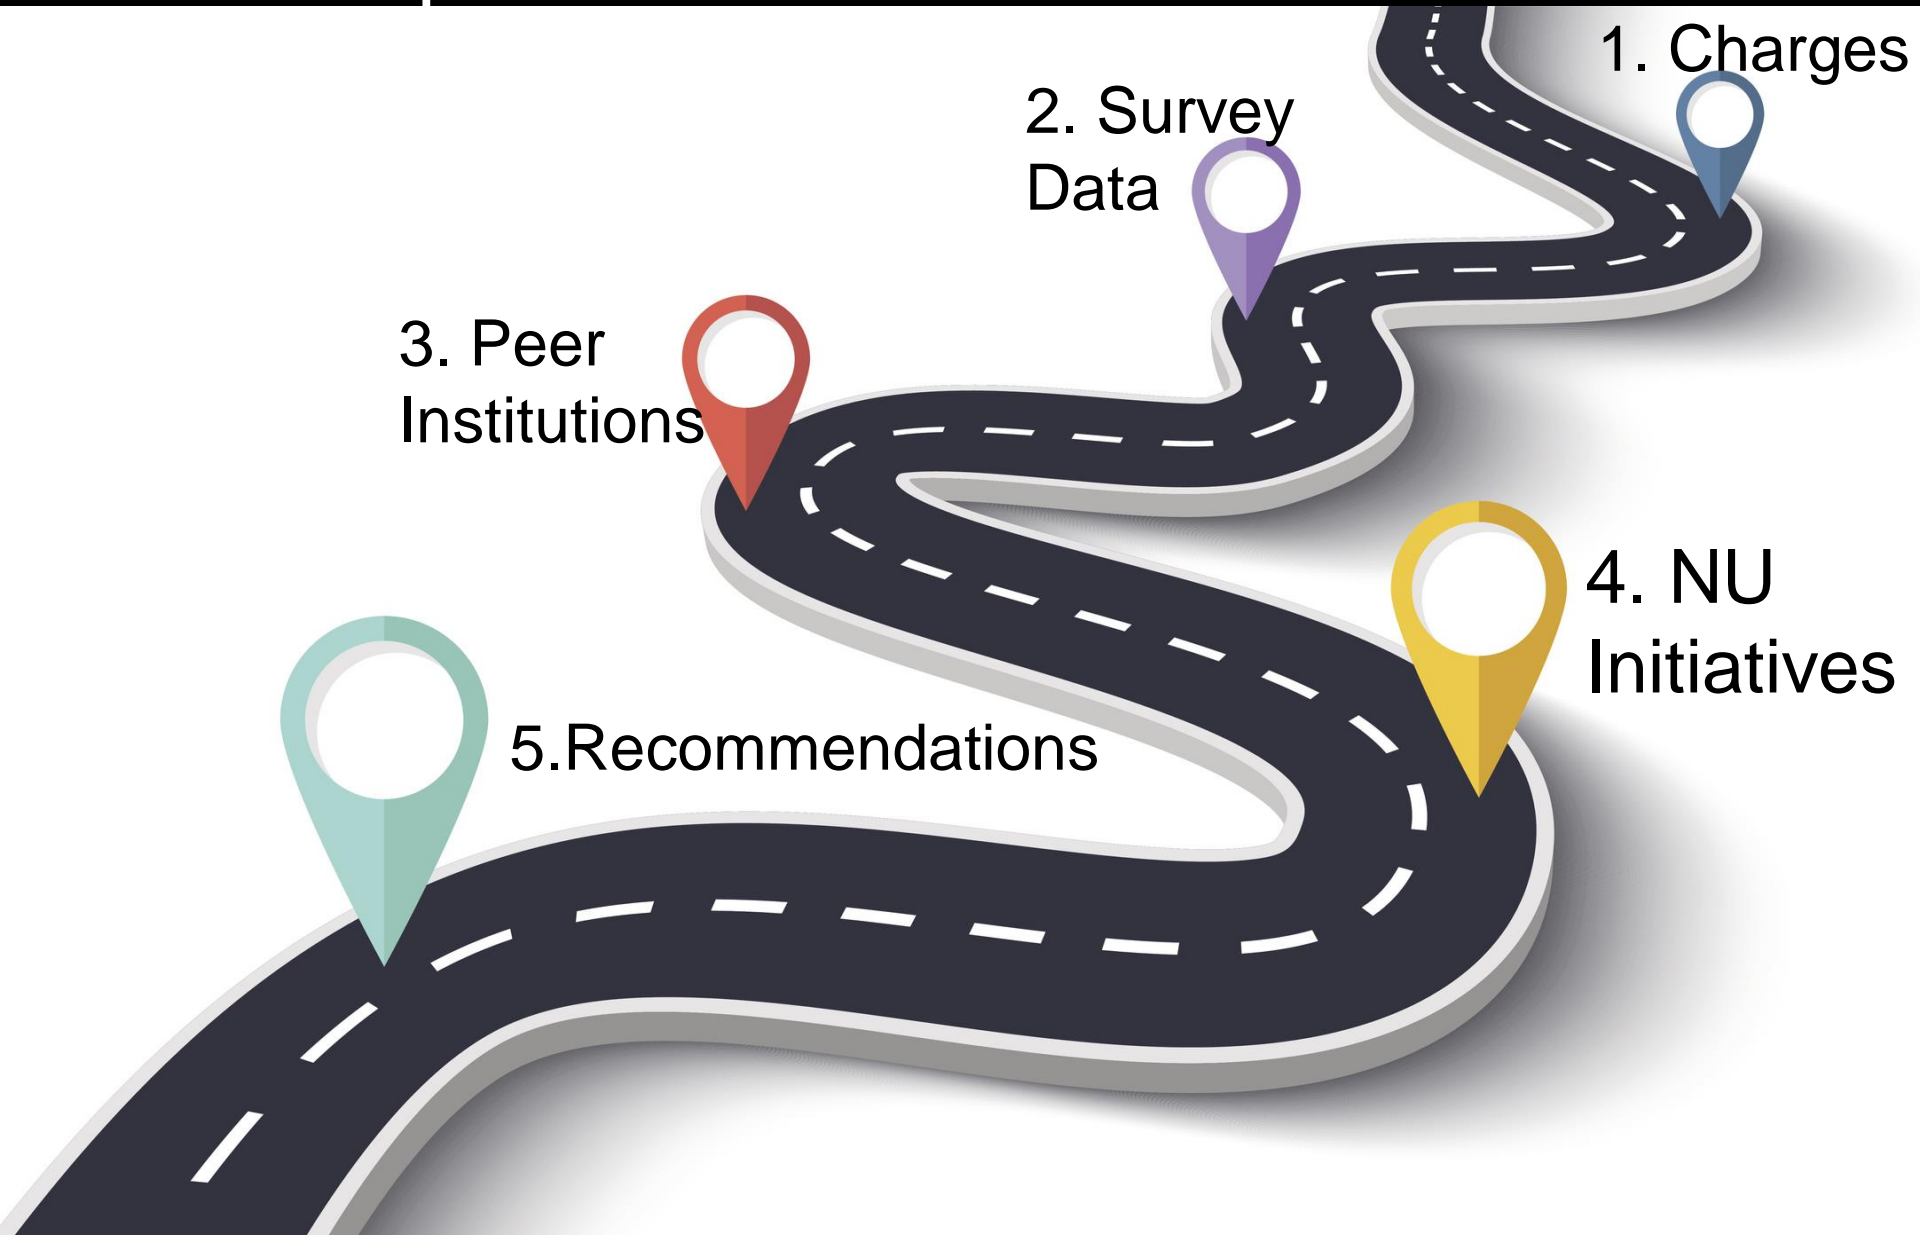 1. Charges
2. Survey
Data
3. Peer
Institutions
4. NU
Initiatives
5.Recommendations